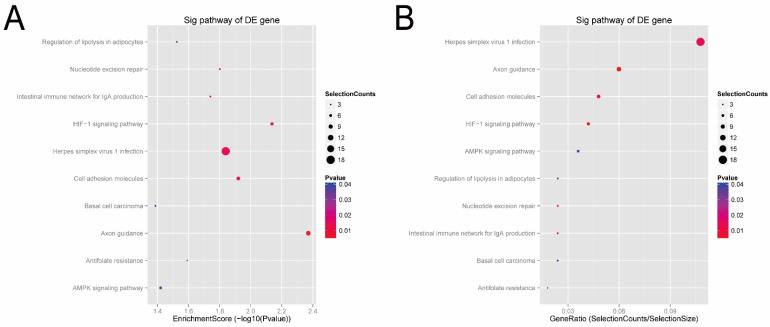 A
Sig pathway of DE gene
Regulation of lipolysis in adipocytes
Nucleotide excision repair
Intestinal immune network for IgA production
HIF-1 signaling pathway
Herpes simplex virus 1 infection
Cell adhesion molecules
Basal cell carcinoma
Axon guidance
Antifolate resistance
AMPK signaling pathway
1.4 1.6 1.8 2.0 2.2 2.4
EnrichmentScore (-log10(Pvalue))
SelectionCounts
3
6
9
12
15
18
Pvalue
0.04
0.03
0.02
0.01
B
Sig pathway of DE gene
Herpes simplex virus 1 infection
Axon guidance
Cell adhesion molecules
HIF-1 signaling pathway
AMPK signaling pathway
Regulation of lipolysis in adipocytes
Nucleotide excision repair
Intestinal immune network for IgA production
Basal cell carcinoma
Antifolate resistance
0.03 0.06 0.09
GeneRatio (SelectionCounts/SelectionSize)
SelectionCounts
3
6
9
12
15
18
Pvalue
0.04
0.03
0.02
0.01